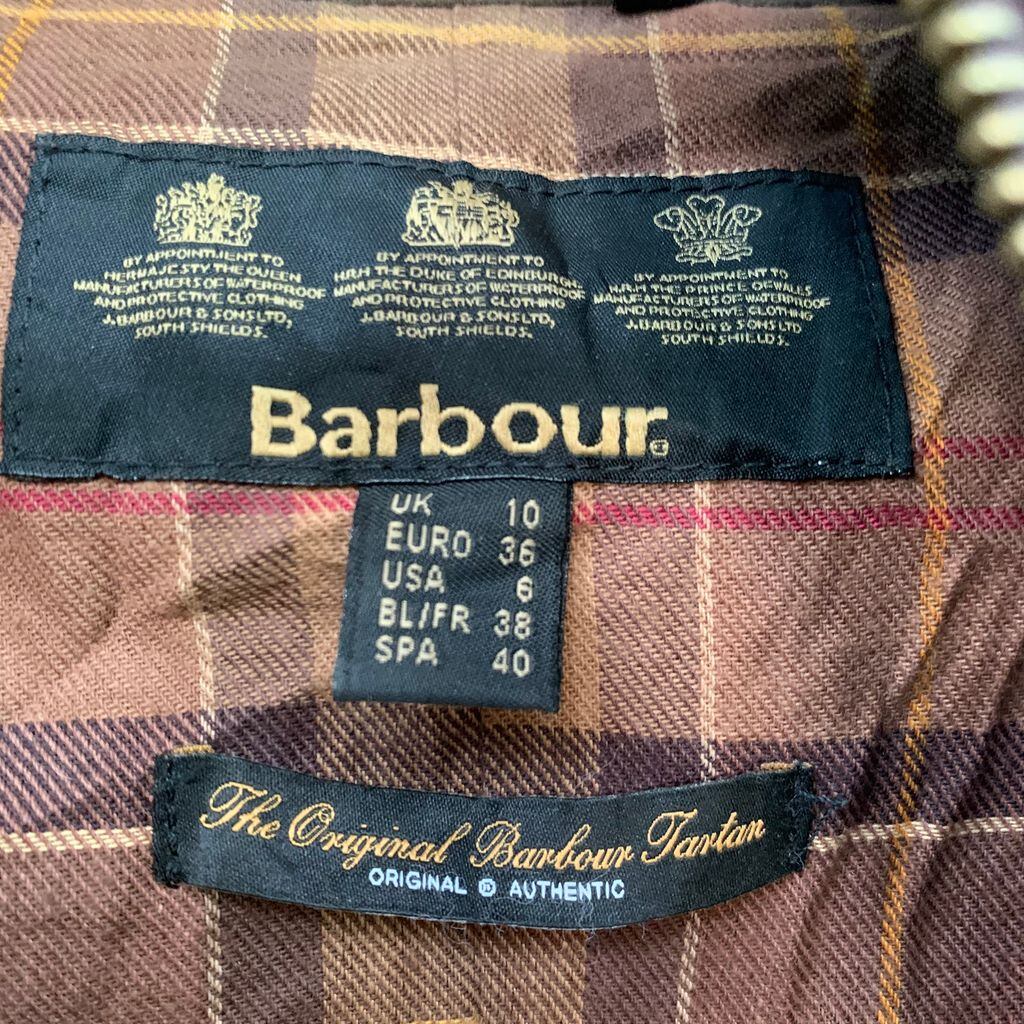 BY APPOINTMENT TO
HER MAJESTY THE QUEEN
MANUFACTURERS OF WATERPROOF
AND PROTECTIVE CLOTHING
J.BARBOUR & SONS LTD,
SOUTH SHIELDS.
BY APPOINTMENT TO
H.R.H THE DUKE OF EDINBURGH
MANUFACTURERS OF WATERPROOF
AND PROTECTIVE CLOTHING
J.BARBOUR & SONS LTD,
SOUTH SHIELDS.
BY APPOINTMENT TO
H.R.H THE PRINCE OF WALES
MANUFACTURERS OF WATERPROOF
AND PROTECTIVE CLOTHING
J.BARBOUR & SONS LTD
SOUTH SHIELDS.
Barbour®
UK 10
EURO 36
USA 6
BL/FR 38
SPA 40
The Original Barbour Tartan
ORIGINAL ® AUTHENTIC